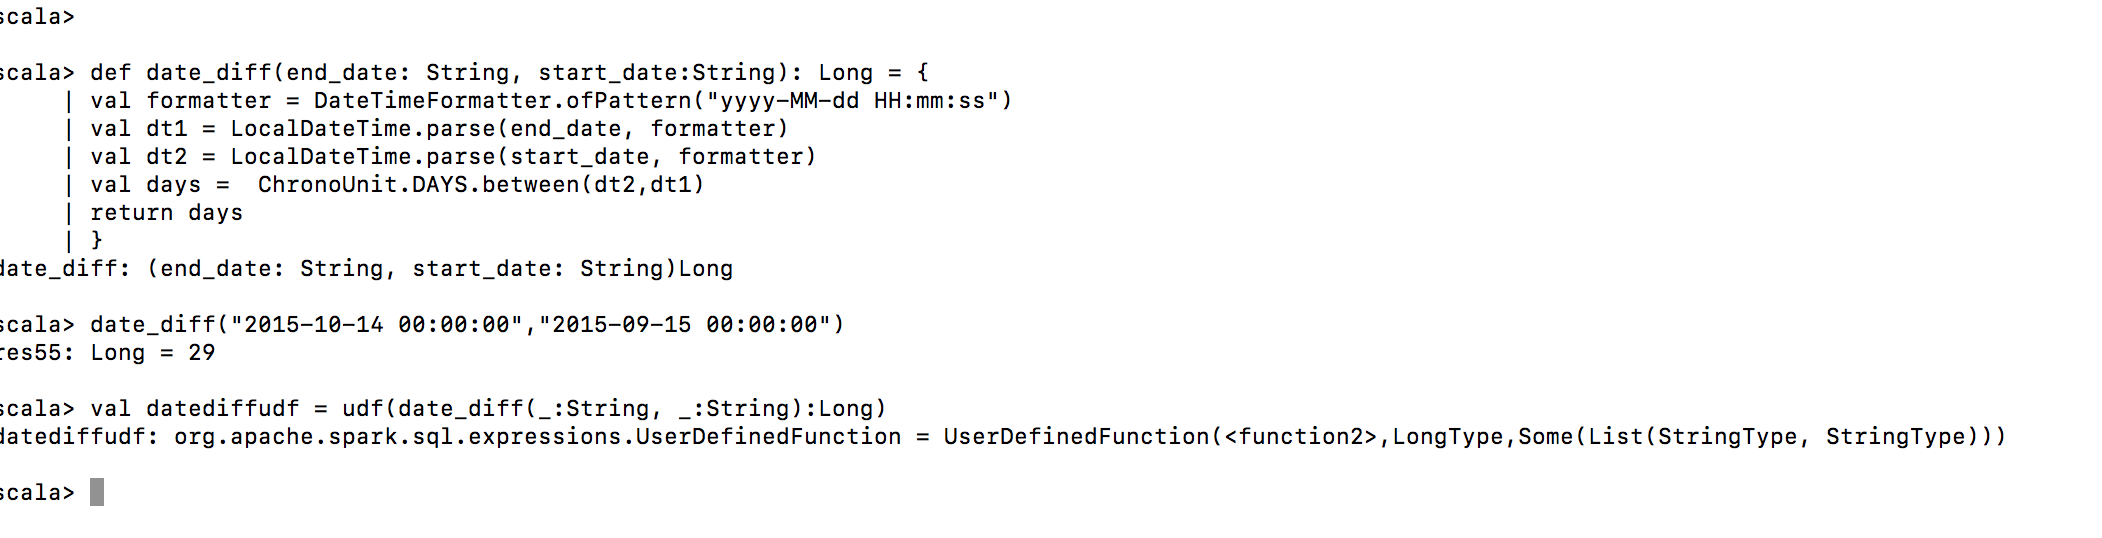 scala>
scala> def date_diff(end_date: String, start_date:String): Long = {
| val formatter = DateTimeFormatter.ofPattern("yyyy-MM-dd HH:mm:ss")
| val dt1 = LocalDateTime.parse(end_date, formatter)
| val dt2 = LocalDateTime.parse(start_date, formatter)
| val days =  ChronoUnit.DAYS.between(dt2,dt1)
| return days
| }
date_diff: (end_date: String, start_date: String)Long
scala> date_diff("2015-10-14 00:00:00","2015-09-15 00:00:00")
res55: Long = 29
scala> val datediffudf = udf(date_diff(_:String, _:String):Long)
datediffudf: org.apache.spark.sql.expressions.UserDefinedFunction = UserDefinedFunction(<function2>,LongType,Some(List(StringType, StringType)))
scala>